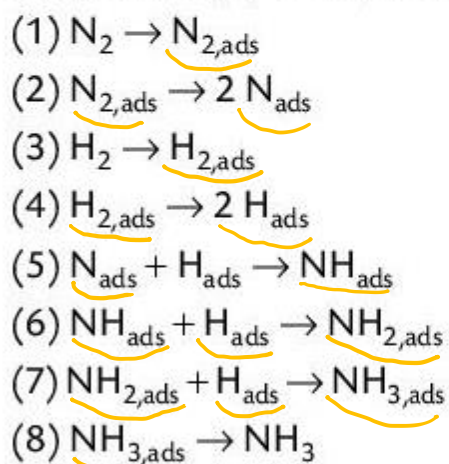 (1) N₂ → N₂,ads
(2) N₂,ads → 2 Nads
(3) H₂ → H₂,ads
(4) H₂,ads → 2 Hads
(5) Nads + Hads → NHads
(6) NHads + Hads → NH₂,ads
(7) NH₂,ads + Hads → NH₃,ads
(8) NH₃,ads → NH₃